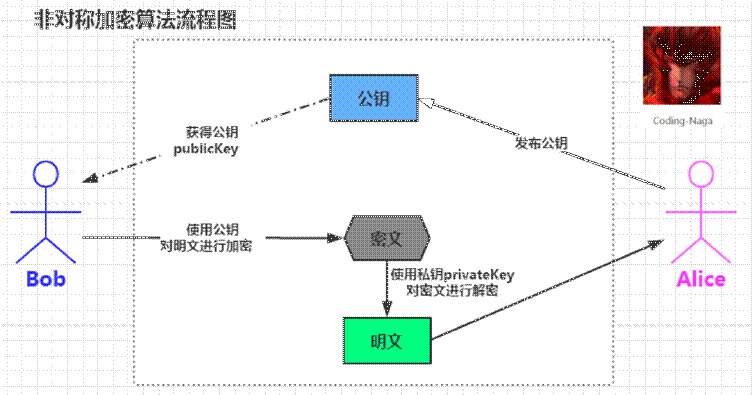 非对称加密算法流程图
公钥
Coding-Naga
获得公钥
publicKey
发布公钥
使用公钥
对明文进行加密
密文
使用私钥privateKey
对密文进行解密
Bob
Alice
明文